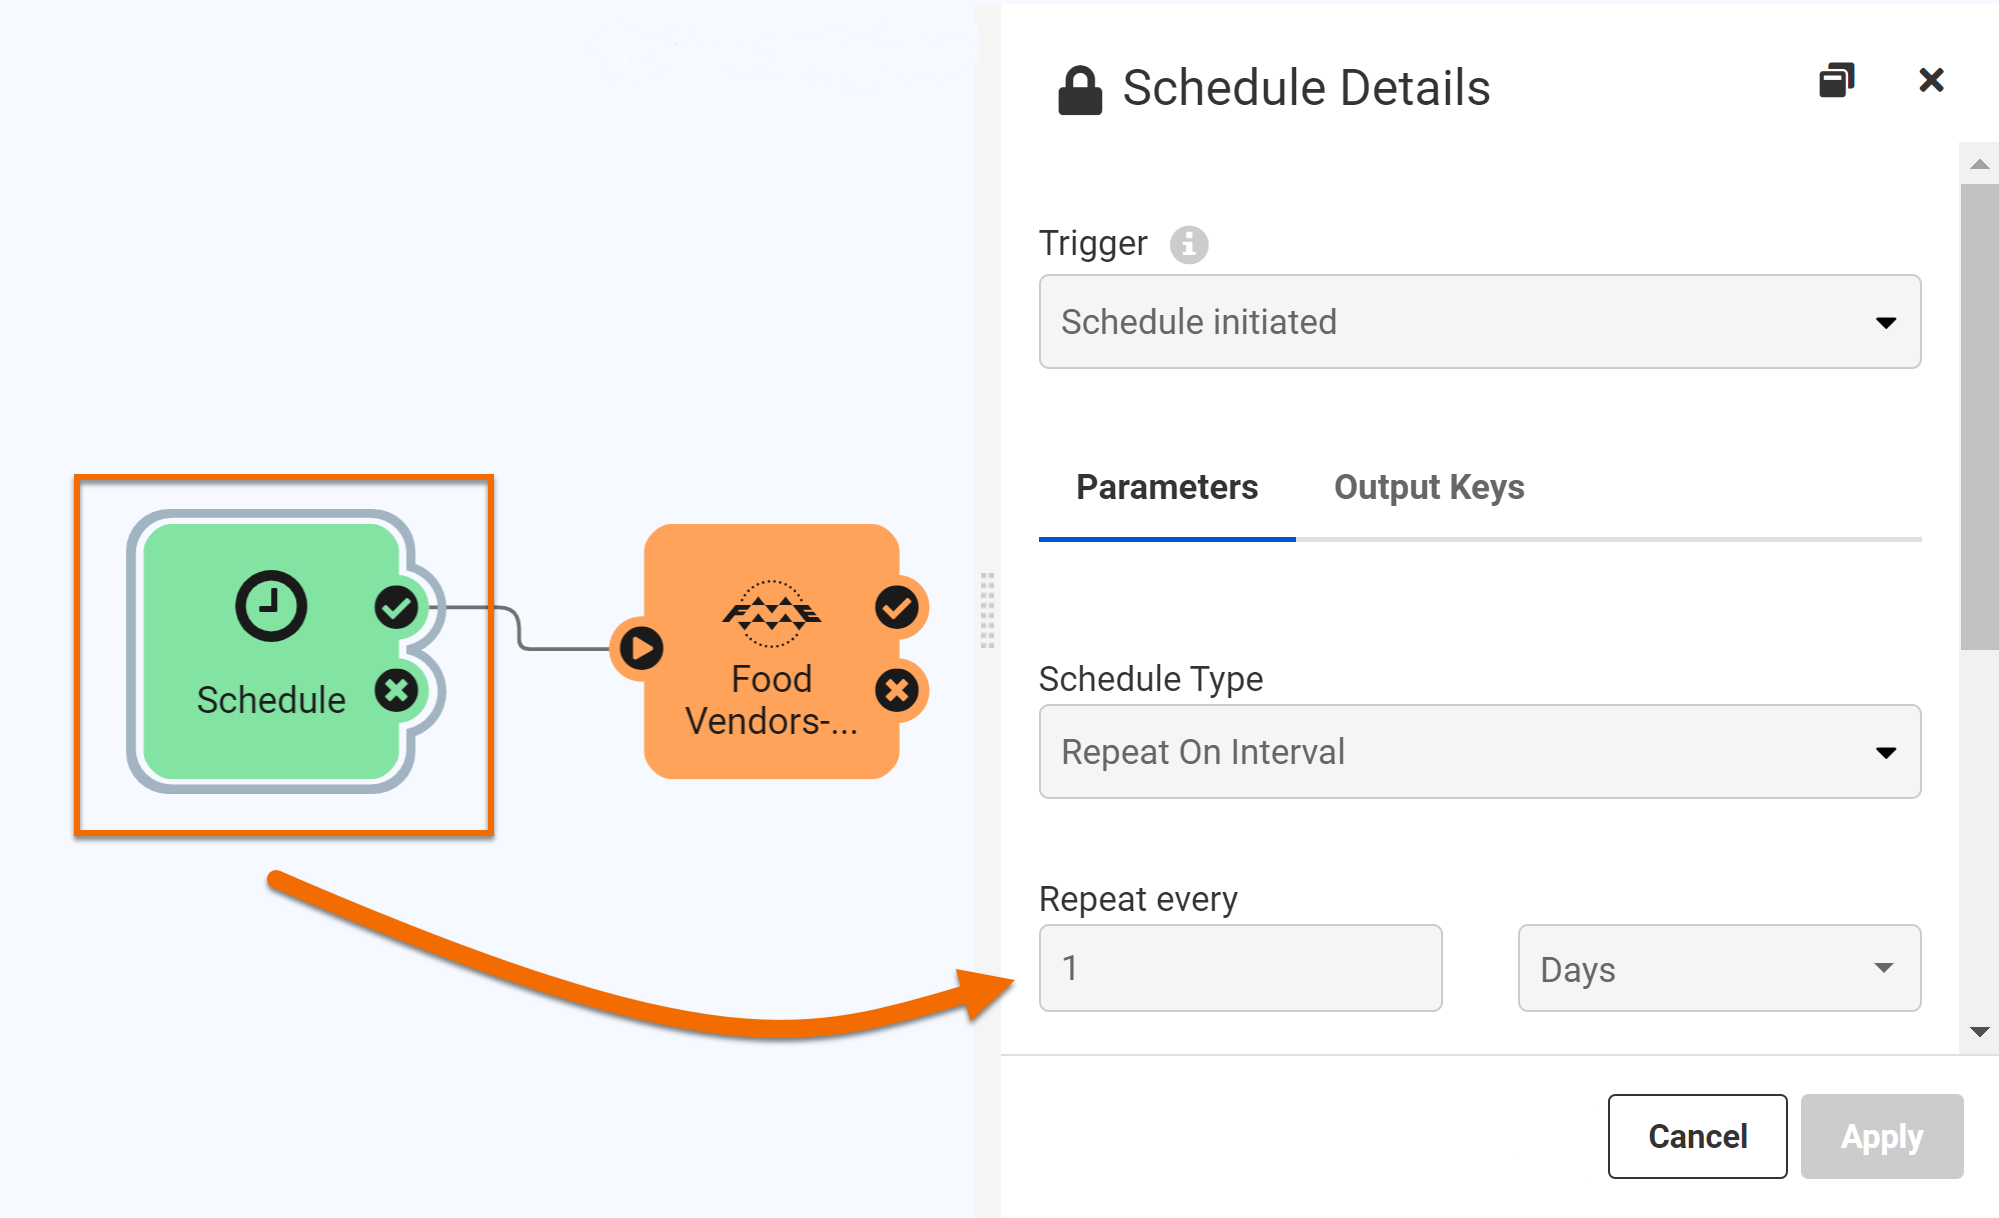 Schedule
FME
Food
Vendors-...
Schedule Details
Trigger
Schedule initiated
Parameters Output Keys
Schedule Type
Repeat On Interval
Repeat every
1 Days
Cancel Apply